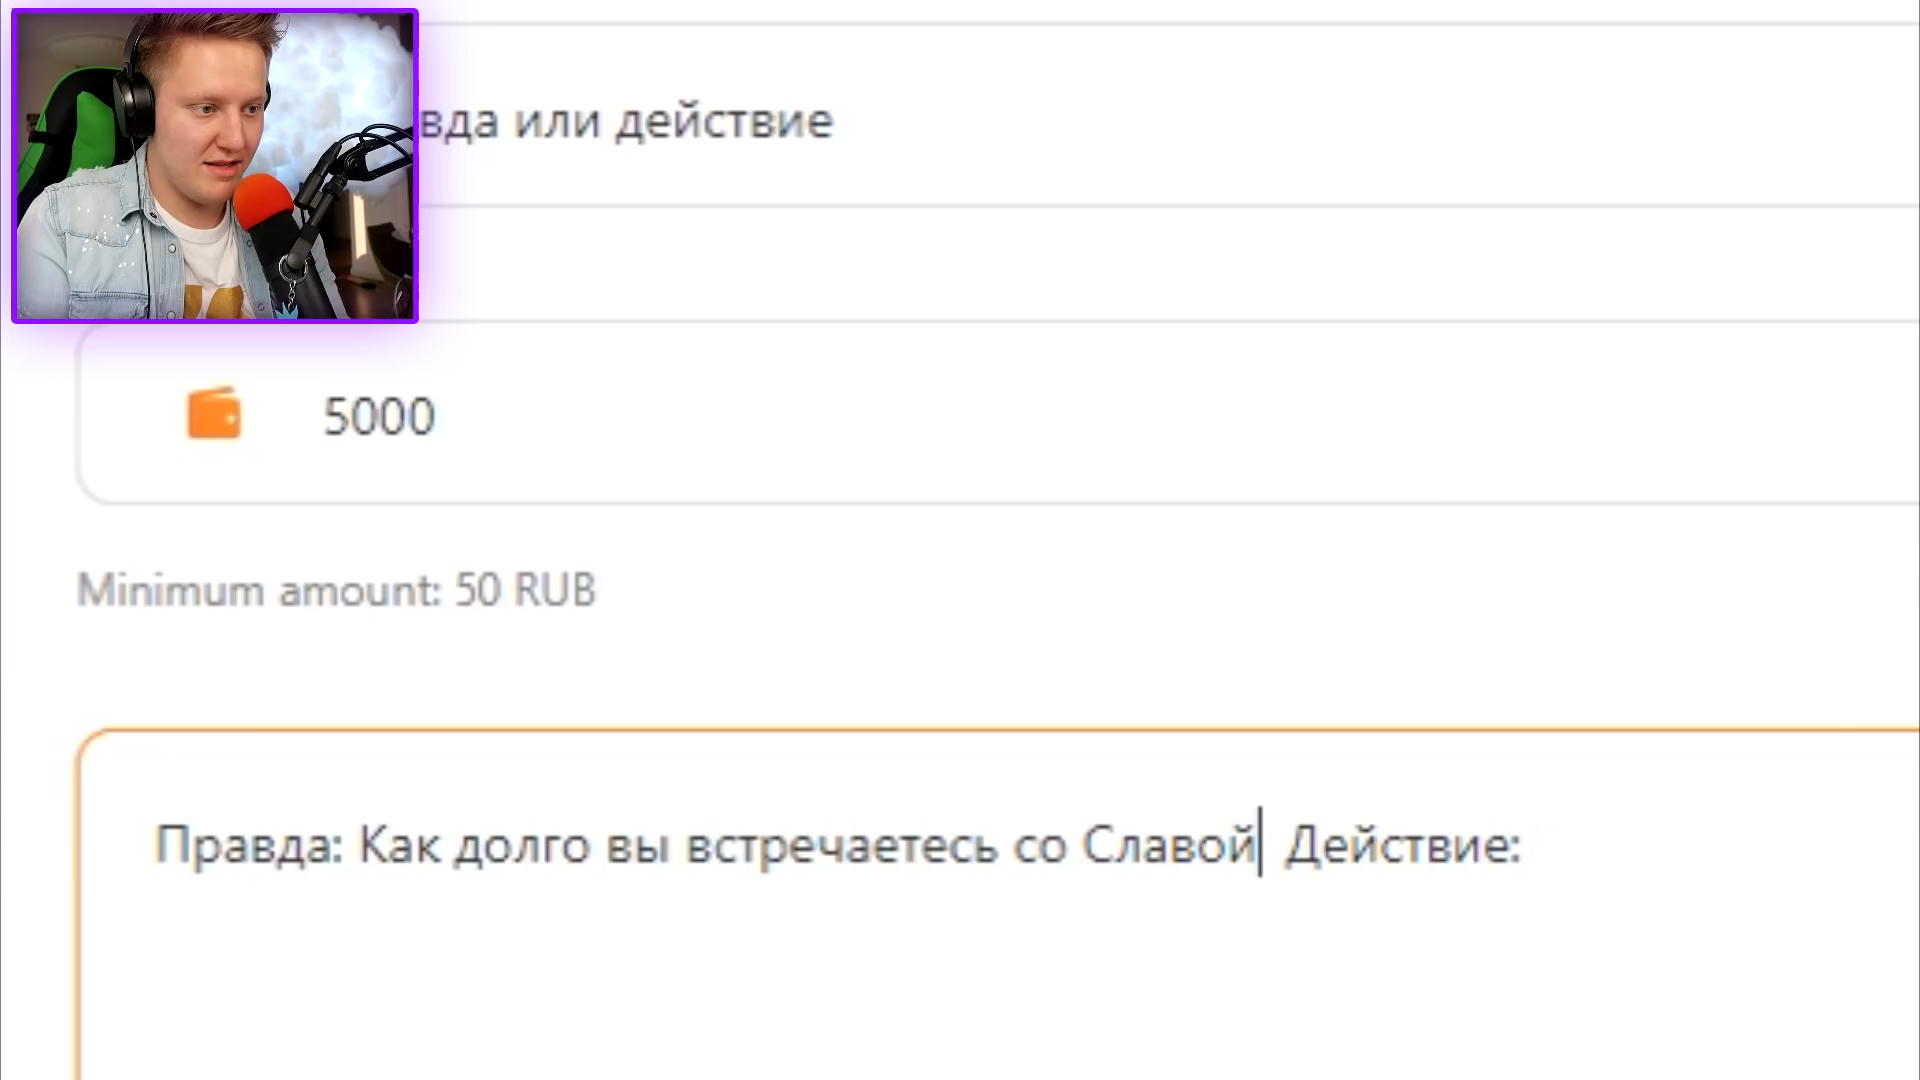 вда или действие
5000
Minimum amount: 50 RUB
Правда: Как долго вы встречаетесь со Славой Действие: